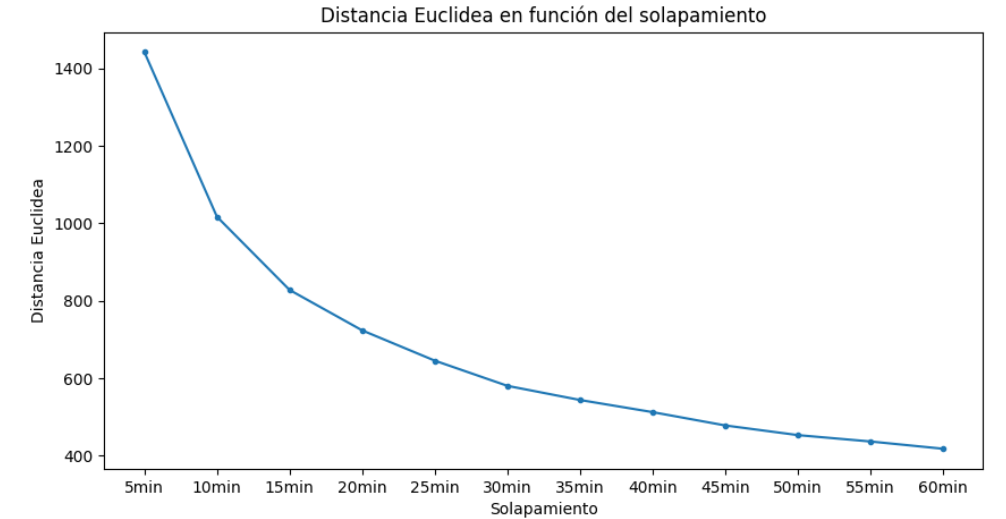 Distancia Euclidea en función del solapamiento
1400
1200
1000
800
600
400
Distancia Euclidea
5min 10min 15min 20min 25min 30min 35min 40min 45min 50min 55min 60min
Solapamiento